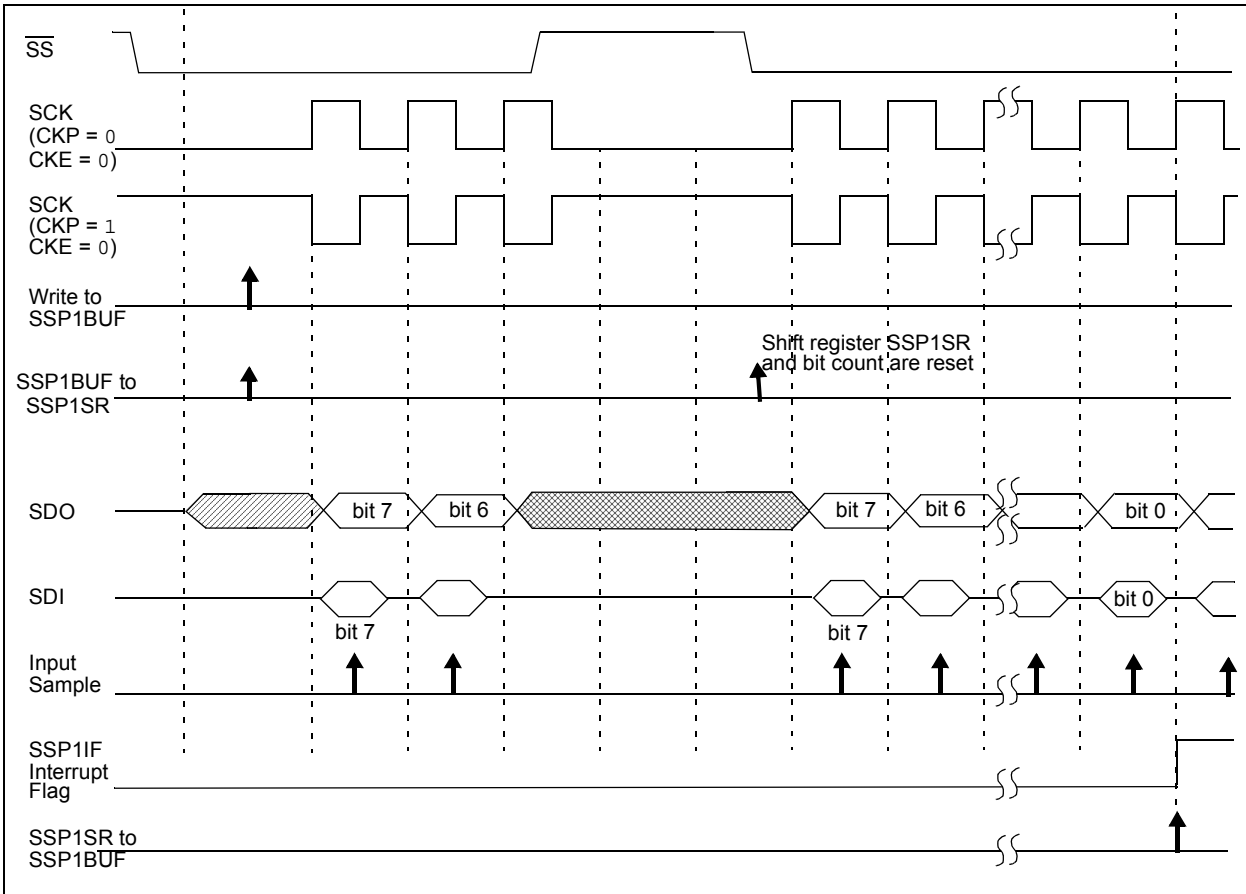 SS
SCK
(CKP = 0
CKE = 0)
SCK
(CKP = 1
CKE = 0)
Write to
SSP1BUF
Shift register SSP1SR
and bit count are reset
SSP1BUF to
SSP1SR
SDO
bit 7
bit 6
bit 7
bit 6
bit 0
SDI
bit 0
bit 7
bit 7
Input
Sample
SSP1IF
Interrupt
Flag
SSP1SR to
SSP1BUF